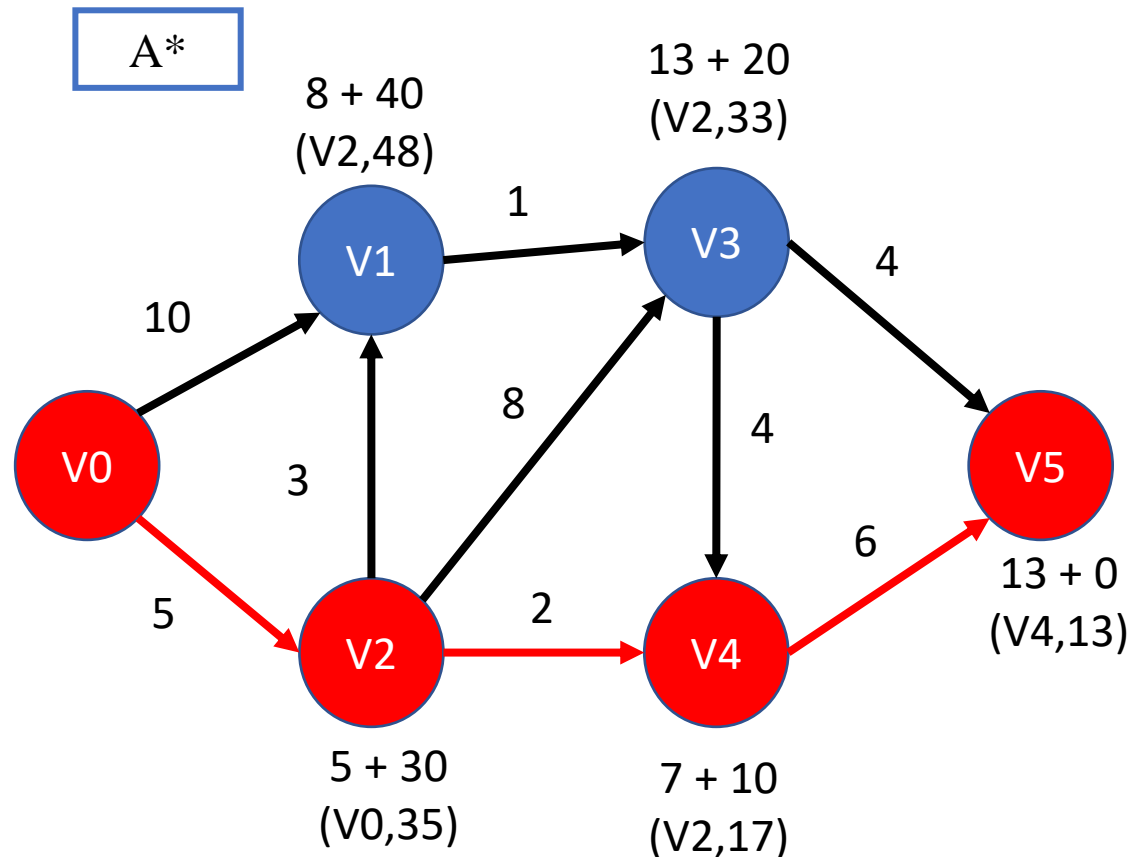 A*
8 + 40
(V2,48)
13 + 20
(V2,33)
1
V1
V3
4
10
8
4
V0
3
V5
6
5
2
13 + 0
(V4,13)
V2
V4
5 + 30
(V0,35)
7 + 10
(V2,17)